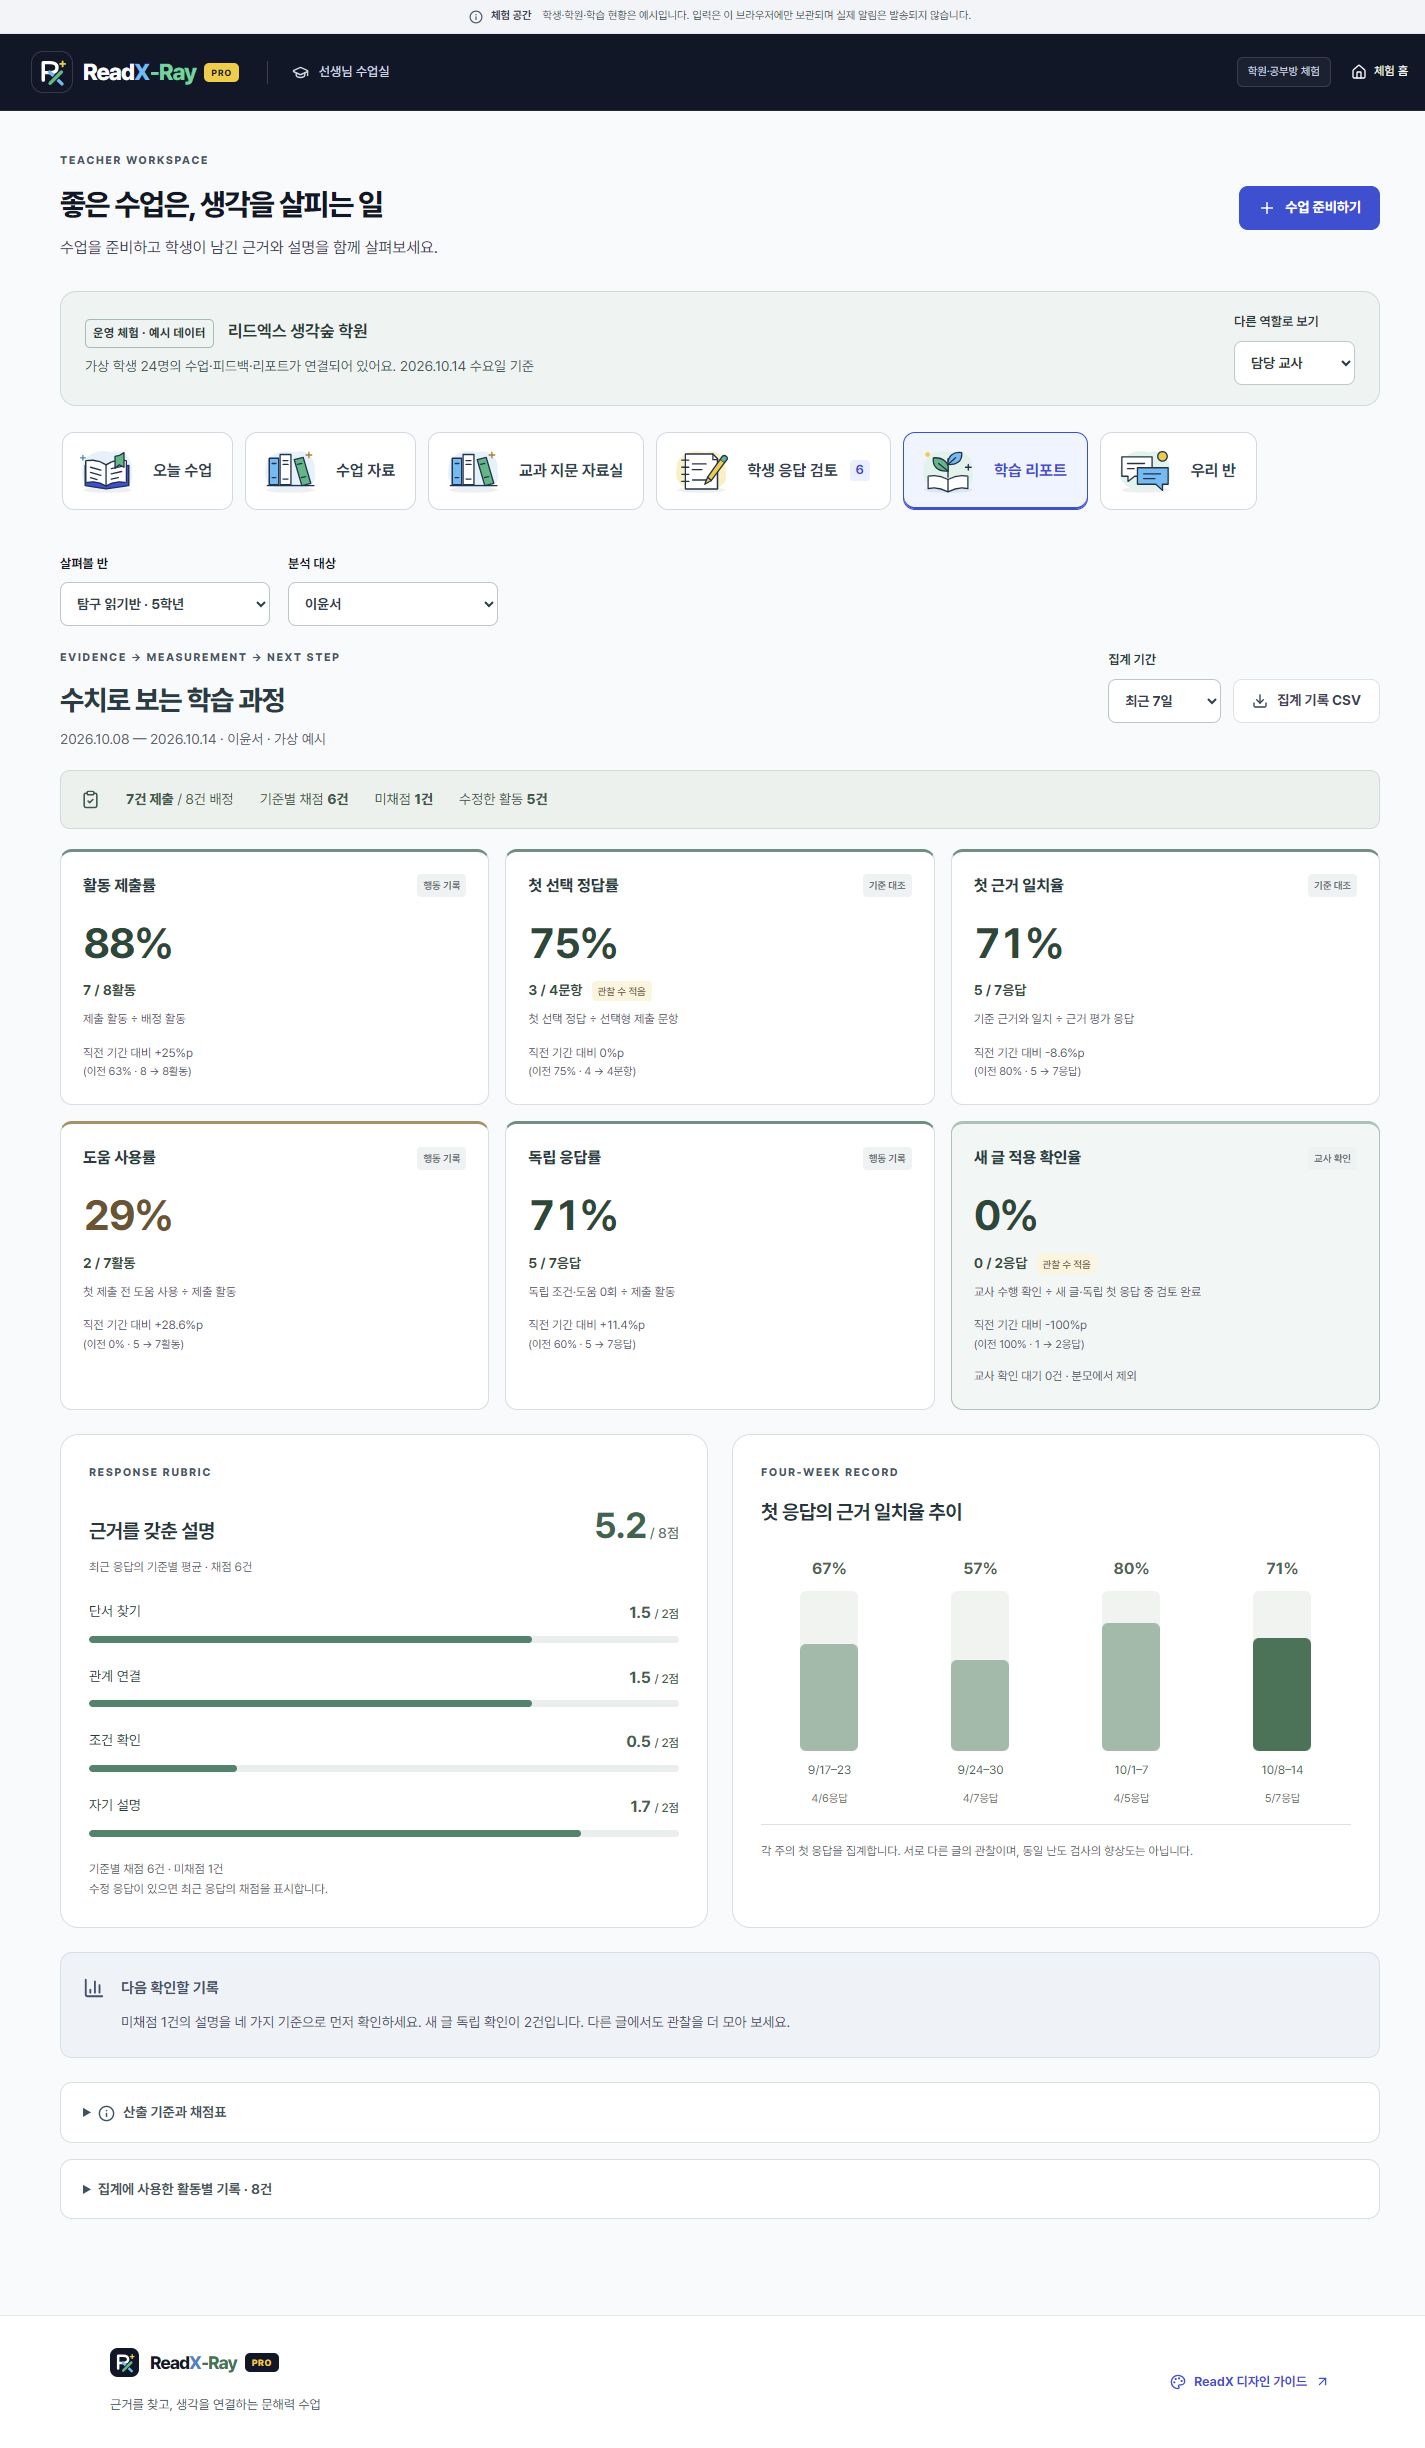 체험 공간 학생·학원·학습 현황은 예시입니다. 입력은 이 브라우저에만 보관되며 실제 알림은 발송되지 않습니다.
ReadX-Ray PRO 선생님 수업실 학원·공부방 체험 체험 홈
TEACHER WORKSPACE
좋은 수업은, 생각을 살피는 일
수업 준비하기
수업을 준비하고 학생이 남긴 근거와 설명을 함께 살펴보세요.
운영 체험 · 예시 데이터 리드엑스 생각숲 학원
가상 학생 24명의 수업·피드백·리포트가 연결되어 있어요. 2026.10.14 수요일 기준
다른 역할로 보기
담당 교사
오늘 수업 수업 자료 교과 지문 자료실 학생 응답 검토 6 학습 리포트 우리 반
살펴볼 반 분석 대상
탐구 읽기반 · 5학년 이윤서
EVIDENCE → MEASUREMENT → NEXT STEP
수치로 보는 학습 과정
2026.10.08 — 2026.10.14 · 이윤서 · 가상 예시
집계 기간
최근 7일 집계 기록 CSV
7건 제출 / 8건 배정 기준별 채점 6건 미채점 1건 수정한 활동 5건
활동 제출률 행동 기록
88%
7 / 8활동
제출 활동 ÷ 배정 활동
직전 기간 대비 +25%p
(이전 63% · 8 → 8활동)
첫 선택 정답률 기준 대조
75%
3 / 4문항 관찰 수 적음
첫 선택 정답 ÷ 선택형 제출 문항
직전 기간 대비 0%p
(이전 75% · 4 → 4문항)
첫 근거 일치율 기준 대조
71%
5 / 7응답
기준 근거와 일치 ÷ 근거 평가 응답
직전 기간 대비 -8.6%p
(이전 80% · 5 → 7응답)
도움 사용률 행동 기록
29%
2 / 7활동
첫 제출 전 도움 사용 ÷ 제출 활동
직전 기간 대비 +28.6%p
(이전 0% · 5 → 7활동)
독립 응답률 행동 기록
71%
5 / 7응답
독립 조건·도움 0회 ÷ 제출 활동
직전 기간 대비 +11.4%p
(이전 60% · 5 → 7응답)
새 글 적용 확인율 교사 확인
0%
0 / 2응답 관찰 수 적음
교사 수행 확인 ÷ 새 글·독립 첫 응답 중 검토 완료
직전 기간 대비 -100%p
(이전 100% · 1 → 2응답)
교사 확인 대기 0건 · 분모에서 제외
RESPONSE RUBRIC
근거를 갖춘 설명 5.2 / 8점
최근 응답의 기준별 평균 · 채점 6건
단서 찾기 1.5 / 2점
관계 연결 1.5 / 2점
조건 확인 0.5 / 2점
자기 설명 1.7 / 2점
기준별 채점 6건 · 미채점 1건
수정 응답이 있으면 최근 응답의 채점을 표시합니다.
FOUR-WEEK RECORD
첫 응답의 근거 일치율 추이
67% 57% 80% 71%
9/17–23 9/24–30 10/1–7 10/8–14
4/6응답 4/7응답 4/5응답 5/7응답
각 주의 첫 응답을 집계합니다. 서로 다른 글의 관찰이며, 동일 난도 검사의 향상도는 아닙니다.
다음 확인할 기록
미채점 1건의 설명을 네 가지 기준으로 먼저 확인하세요. 새 글 독립 확인이 2건입니다. 다른 글에서도 관찰을 더 모아 보세요.
산출 기준과 채점표
집계에 사용한 활동별 기록 · 8건
ReadX-Ray PRO
근거를 찾고, 생각을 연결하는 문해력 수업
ReadX 디자인 가이드